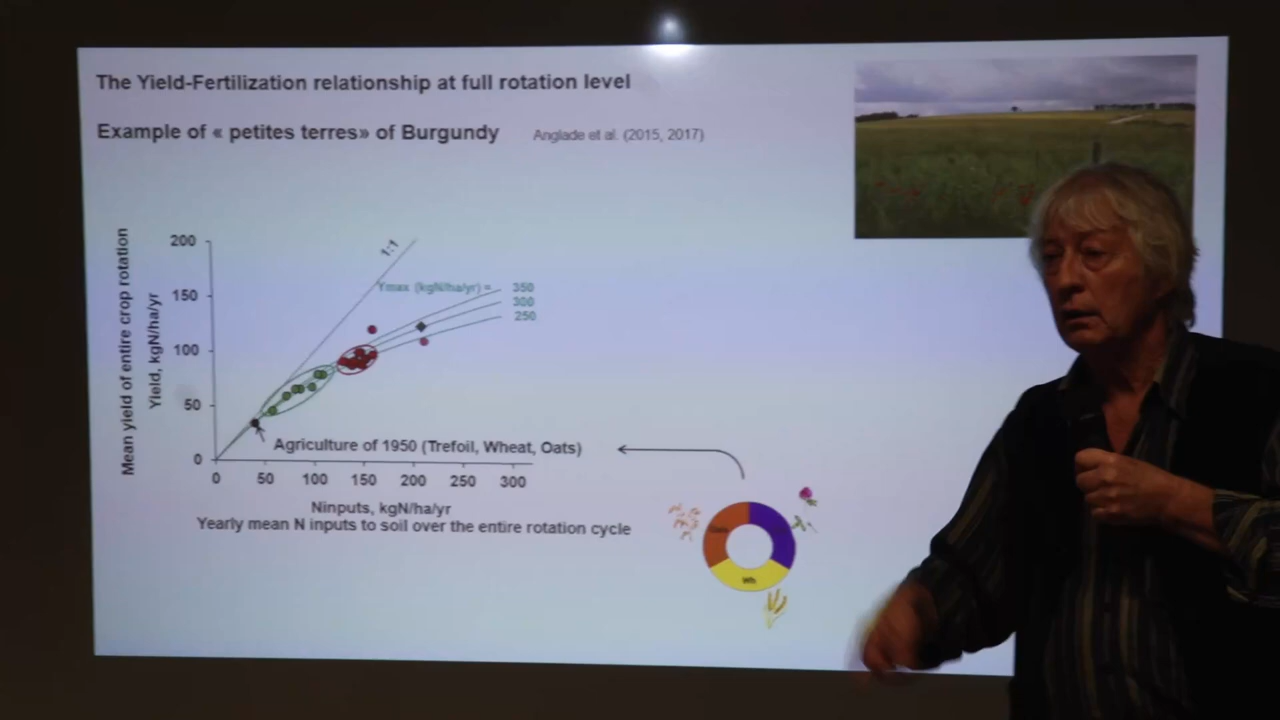 The Yield-Fertilization relationship at full rotation level
Example of « petites terres» of Burgundy
Anglade et al. (2015, 2017)
Mean yield of entire crop rotation
Yield, kgN/ha/yr
200
150
100
50
0
1:1
Ymax (kgN/ha/yr) =
350
300
250
Agriculture of 1950 (Trefoil, Wheat, Oats)
0 50 100 150 200 250 300
Ninputs, kgN/ha/yr
Yearly mean N inputs to soil over the entire rotation cycle
Wh